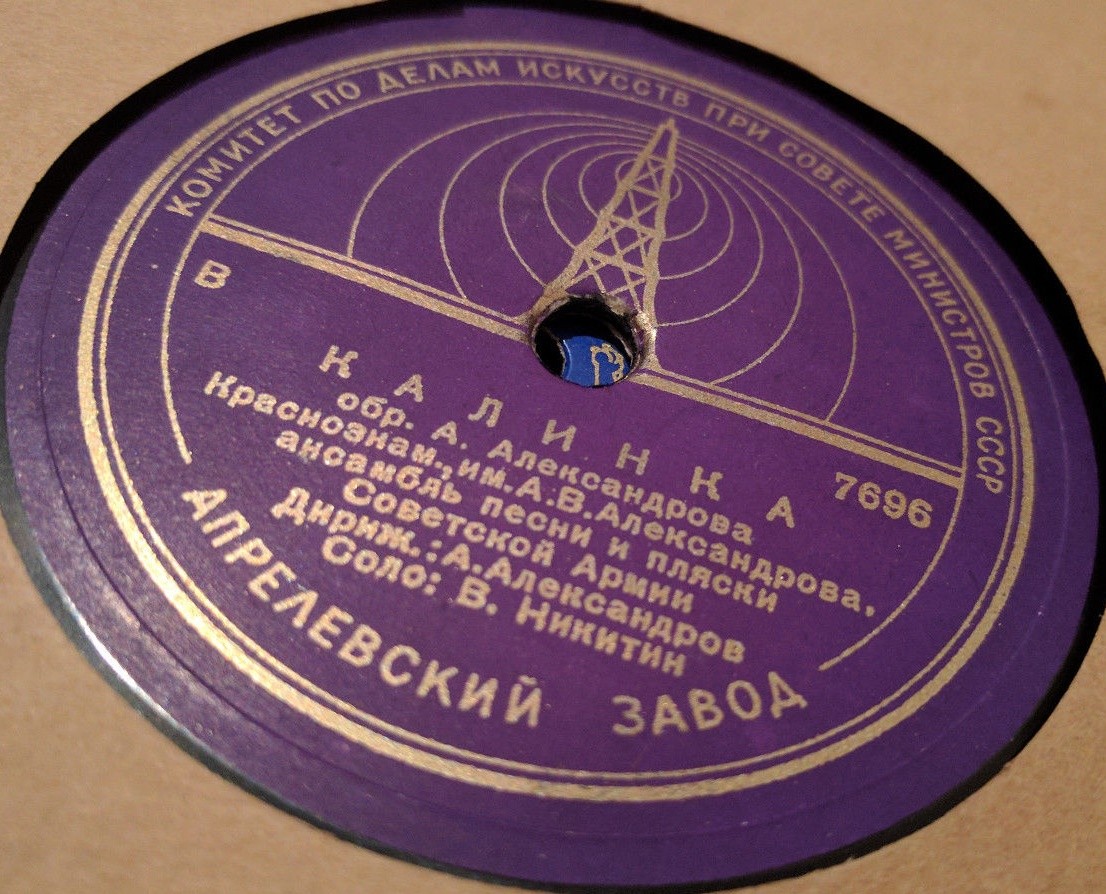 КОМИТЕТ ПО ДЕЛАМ ИСКУССТВ ПРИ СОВЕТЕ МИНИСТРОВ СССР
В
7696
КАЛИНКА
обр. А. Александрова
Краснознам. им. А.В.Александрова,
ансамбль песни и пляски
Советской Армии
Дириж.: А.Александров
Соло: В. Никитин
АПРЕЛЕВСКИЙ ЗАВОД